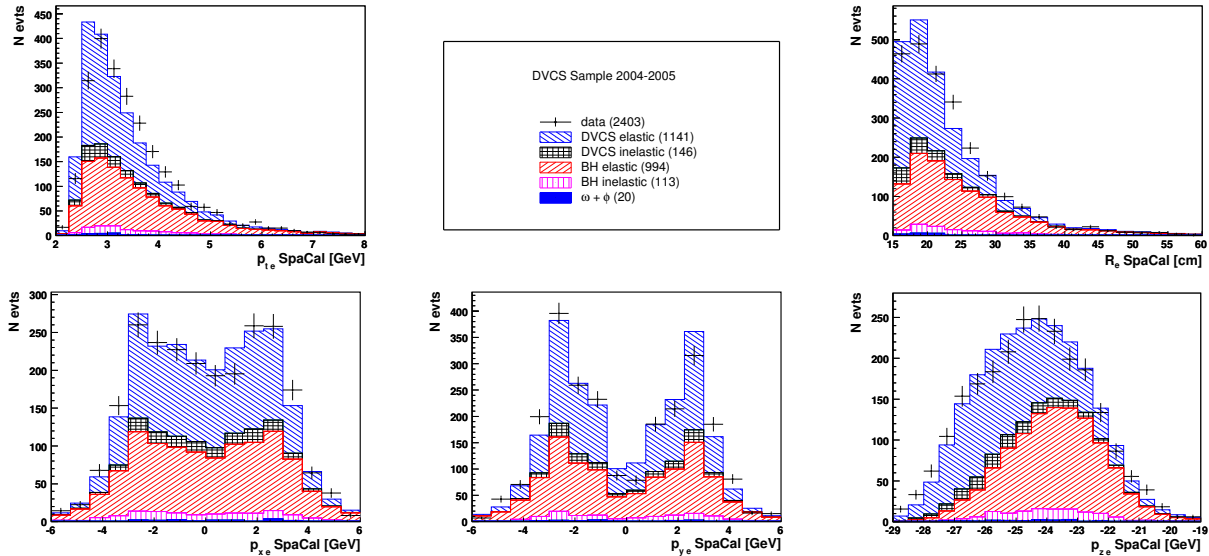 N evts
450
400
350
300
250
200
150
100
50
0
2 3 4 5 6 7 8
p t e SpaCal [GeV]
DVCS Sample 2004-2005
data (2403)
DVCS elastic (1141)
DVCS inelastic (146)
BH elastic (994)
BH inelastic (113)
ω + φ (20)
N evts
500
400
300
200
100
0
15 20 25 30 35 40 45 50 55 60
R e SpaCal [cm]
N evts
300
250
200
150
100
50
0
-6 -4 -2 0 2 4 6
p x e SpaCal [GeV]
N evts
400
350
300
250
200
150
100
50
0
-6 -4 -2 -0 2 4 6
p y e SpaCal [GeV]
N evts
250
200
150
100
50
0
-29 -28 -27 -26 -25 -24 -23 -22 -21 -20 -19
p z e SpaCal [GeV]